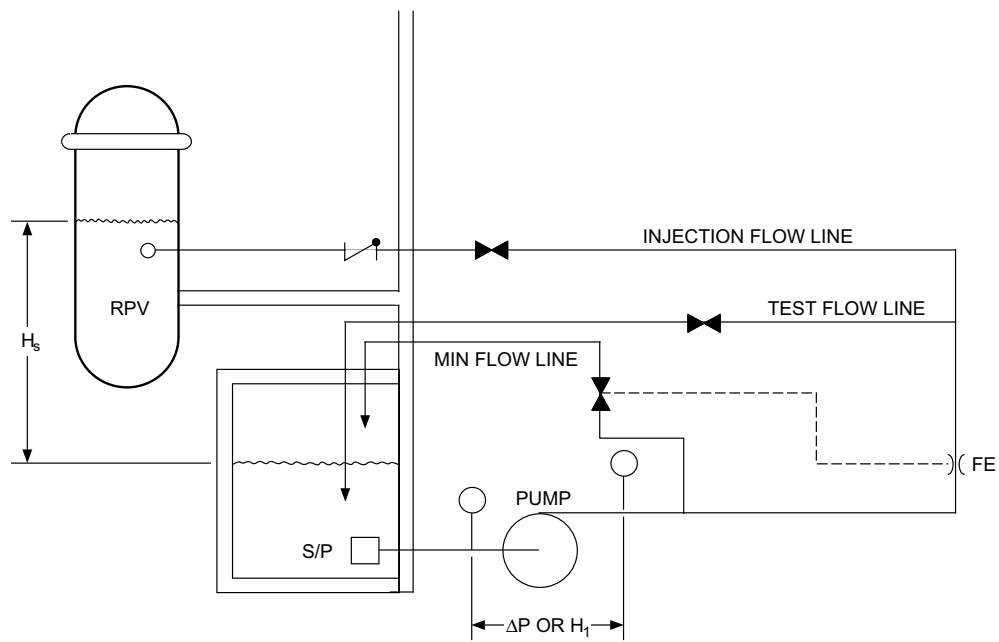 INJECTION FLOW LINE
RPV
TEST FLOW LINE
Hs
MIN FLOW LINE
FE
PUMP
S/P
ΔP OR H1